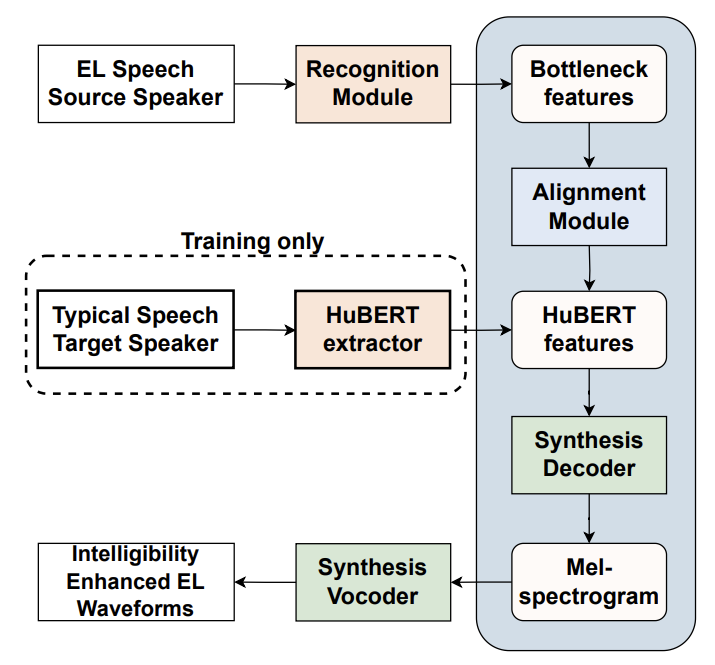 EL Speech
Source Speaker
Recognition
Module
Bottleneck
features
Alignment
Module
Training only
Typical Speech
Target Speaker
HuBERT
extractor
HuBERT
features
Synthesis
Decoder
Intelligibility
Enhanced EL
Waveforms
Synthesis
Vocoder
Mel-
spectrogram